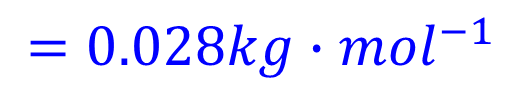 = 0.028kg · mol⁻¹